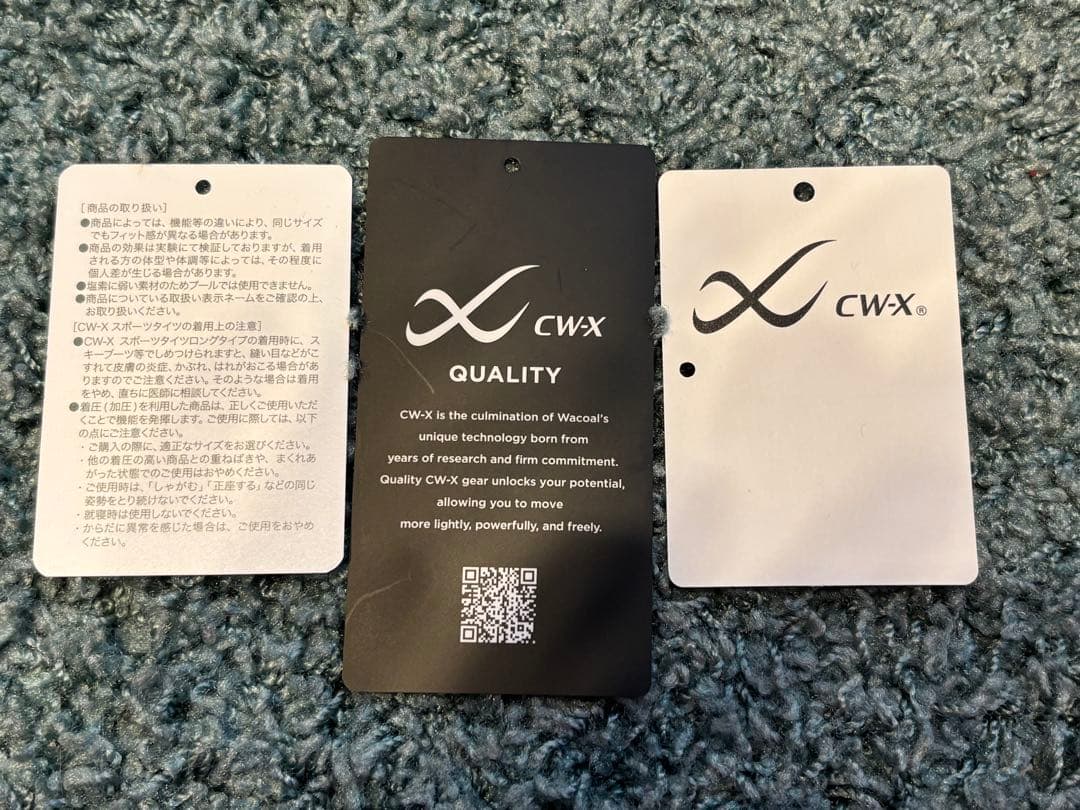 [商品の取り扱い]
●商品によっては、機能等の違いにより、同じサイズ
でもフィット感が異なる場合があります。
●商品の効果は実験にて検証しておりますが、着用
される方の体型や体調等によっては、その程度に
個人差が生じる場合があります。
●塩素に弱い素材のためプールでは使用できません。
●商品についている取扱い表示ネームをご確認の上、
お取り扱いください。
[CW-X スポーツタイツの着用上の注意]
●CW-X スポーツタイツロングタイプの着用時に、ス
キーブーツ等でしめつけられますと、縫い目などがこ
すれて皮膚の炎症、かぶれ、はれがおこる場合があ
りますのでご注意ください。そのような場合は着用
をやめ、直ちに医師に相談してください。
●着圧(加圧)を利用した商品は、正しくご使用いただ
くことで機能を発揮します。ご使用に際しては、以下
の点にご注意ください。
・ご購入の際に、適正なサイズをお選びください。
・他の着圧の高い商品との重ねばきや、まくれあ
がった状態でのご使用はおやめください。
・ご使用時は、「しゃがむ」「正座する」などの同じ
姿勢をとり続けないでください。
・就寝時は使用しないでください。
・からだに異常を感じた場合は、ご使用をおやめ
ください。
CW-X
QUALITY
CW-X is the culmination of Wacoal's
unique technology born from
years of research and firm commitment.
Quality CW-X gear unlocks your potential,
allowing you to move
more lightly, powerfully, and freely.
CW-X®